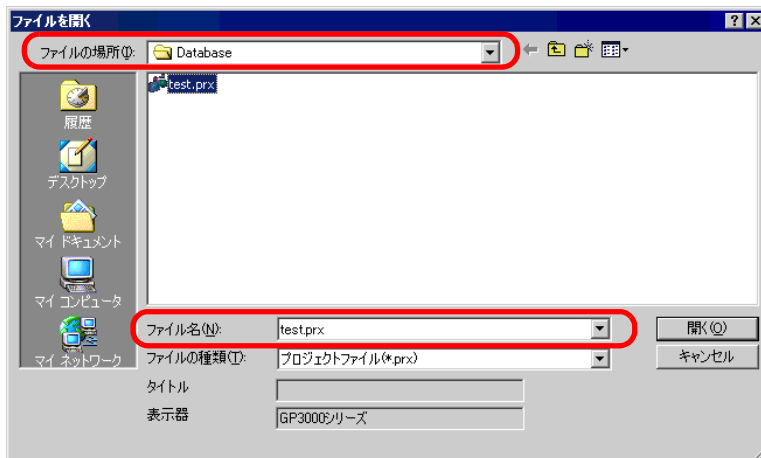 ファイルを開く
ファイルの場所(I):
Database
test.prx
履歴
デスクトップ
マイ ドキュメント
マイ コンピュータ
マイ ネットワーク
ファイル名(N):
test.prx
開く(O)
ファイルの種類(T):
プロジェクトファイル(*.prx)
キャンセル
タイトル
表示器
GP3000シリーズ